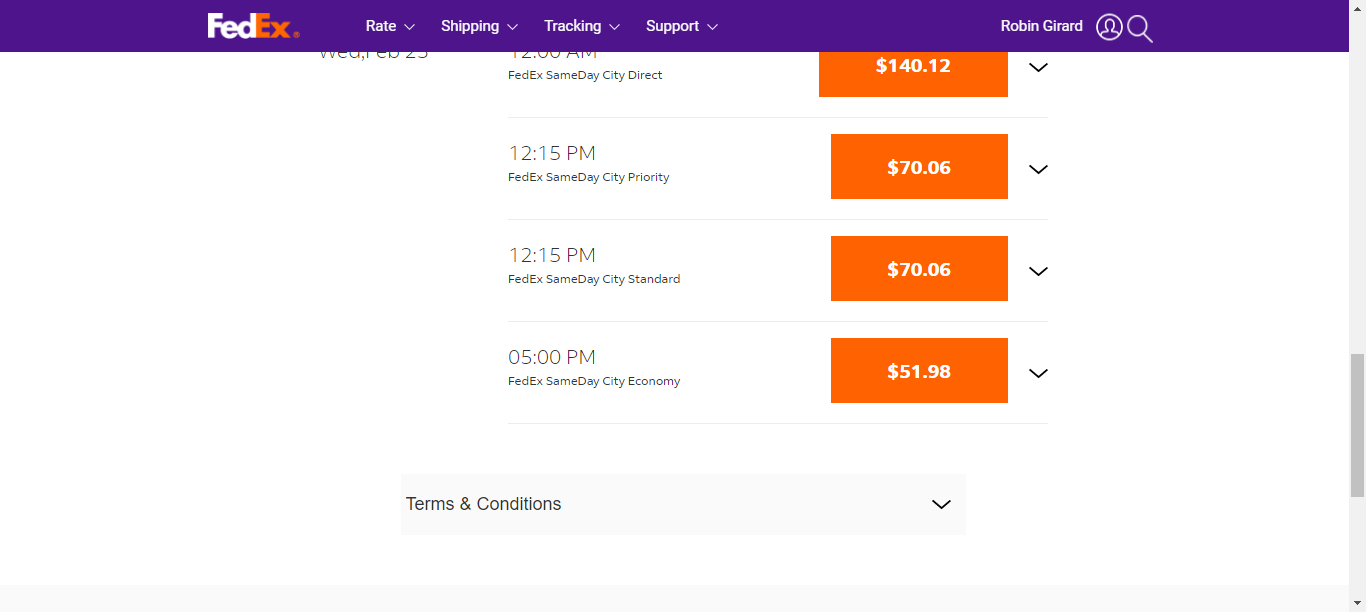 FedEx® Rate Shipping Tracking Support Robin Girard
Wed,Feb 23 12:00 AM
FedEx SameDay City Direct
$140.12
12:15 PM
FedEx SameDay City Priority
$70.06
12:15 PM
FedEx SameDay City Standard
$70.06
05:00 PM
FedEx SameDay City Economy
$51.98
Terms & Conditions